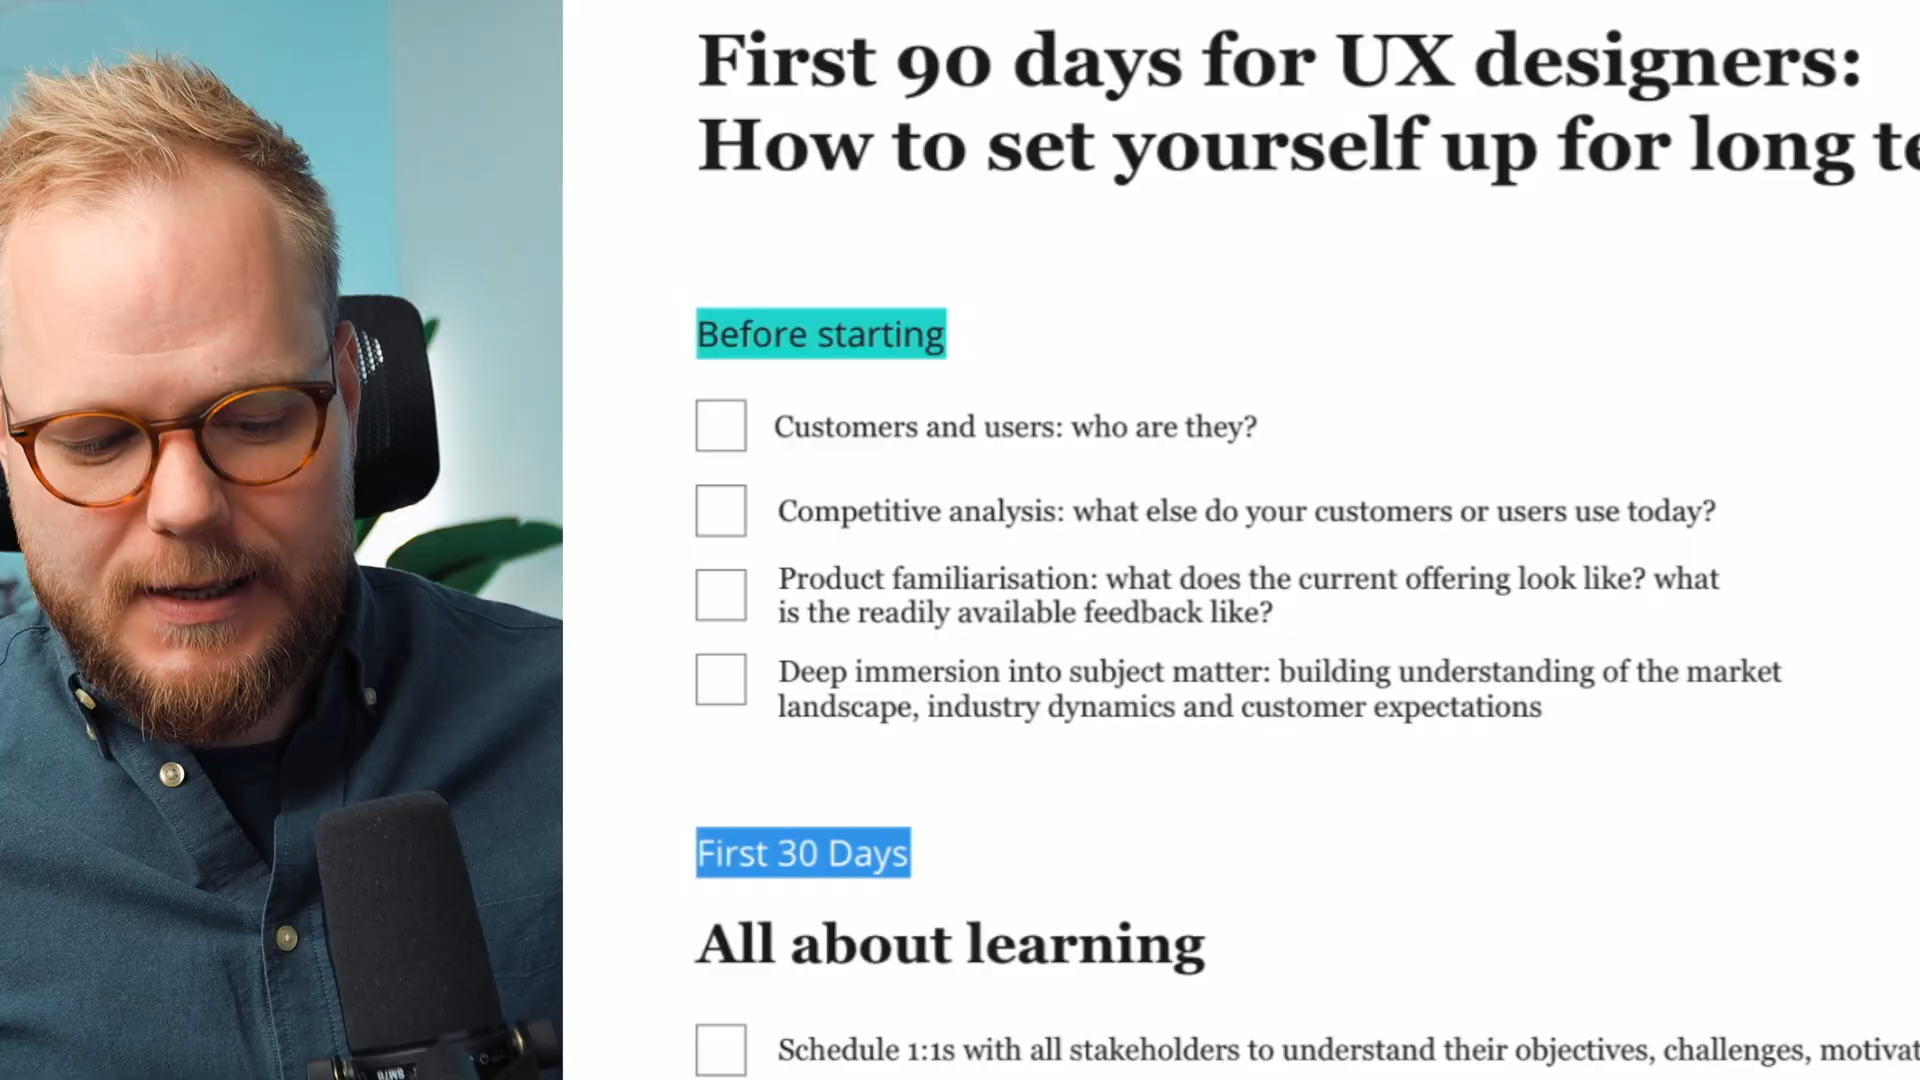 First 90 days for UX designers:
How to set yourself up for long
Before starting
Customers and users: who are they?
Competitive analysis: what else do your customers or users use today?
Product familiarisation: what does the current offering look like? what
is the readily available feedback like?
Deep immersion into subject matter: building understanding of the market
landscape, industry dynamics and customer expectations
First 30 Days
All about learning
Schedule 1:1s with all stakeholders to understand their objectives, challenges,
SM7B